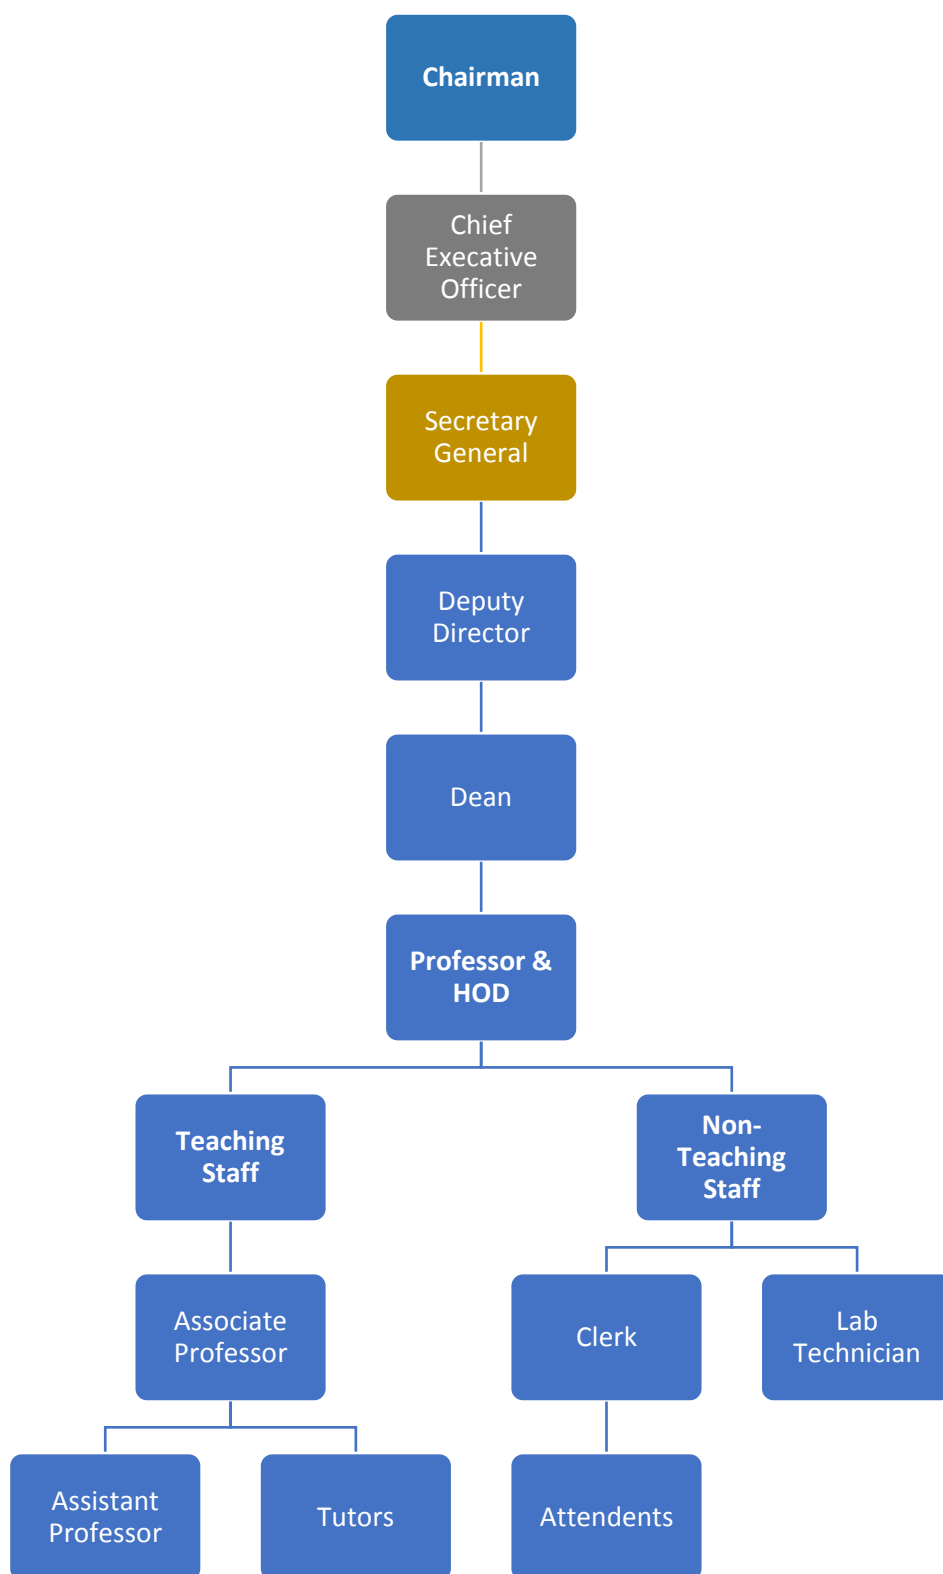 Chairman
Chief
Execative
Officer
Secretary
General
Deputy
Director
Dean
Professor &
HOD
Teaching
Staff
Non-
Teaching
Staff
Associate
Professor
Clerk
Lab
Technician
Assistant
Professor
Tutors
Attendents